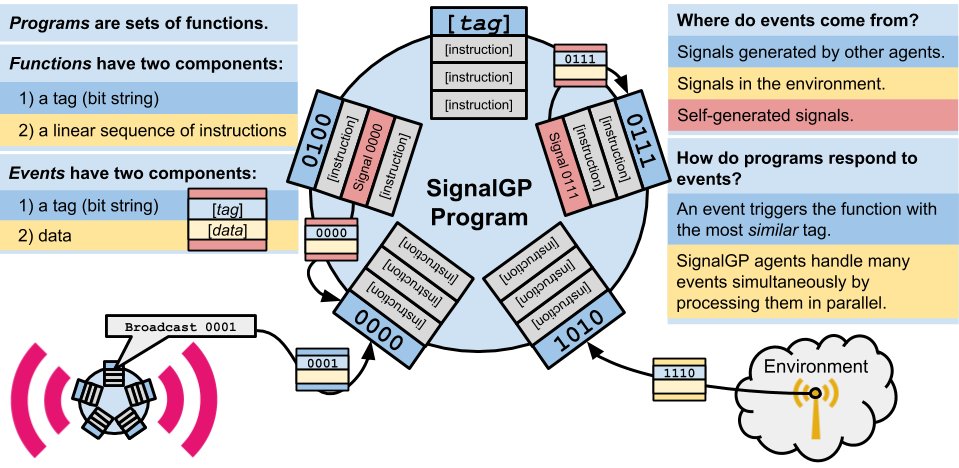 Programs are sets of functions.
Functions have two components:
1) a tag (bit string)
2) a linear sequence of instructions
Events have two components:
1) a tag (bit string)
2) data
[tag]
[data]
[tag]
[instruction]
[instruction]
[instruction]
0111
0111
[instruction]
[instruction]
Signal 0111
0100
[instruction]
Signal 0000
[instruction]
SignalGP
Program
0000
[instruction]
[instruction]
[instruction]
0000
[instruction]
[instruction]
[instruction]
1010
Where do events come from?
Signals generated by other agents.
Signals in the environment.
Self-generated signals.
How do programs respond to
events?
An event triggers the function with
the most similar tag.
SignalGP agents handle many
events simultaneously by
processing them in parallel.
Broadcast 0001
0001
1110
Environment